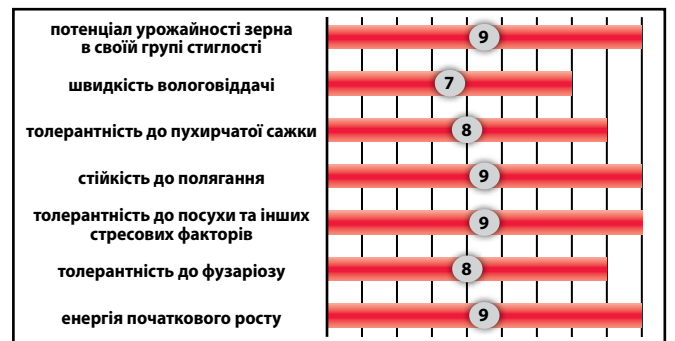 потенціал урожайності зерна
в своїй групі стиглості
9
швидкість вологовіддачі
7
толерантність до пухирчатої сажки
8
стійкість до полягання
9
толерантність до посухи та інших
стресових факторів
9
толерантність до фузаріозу
8
енергія початкового росту
9